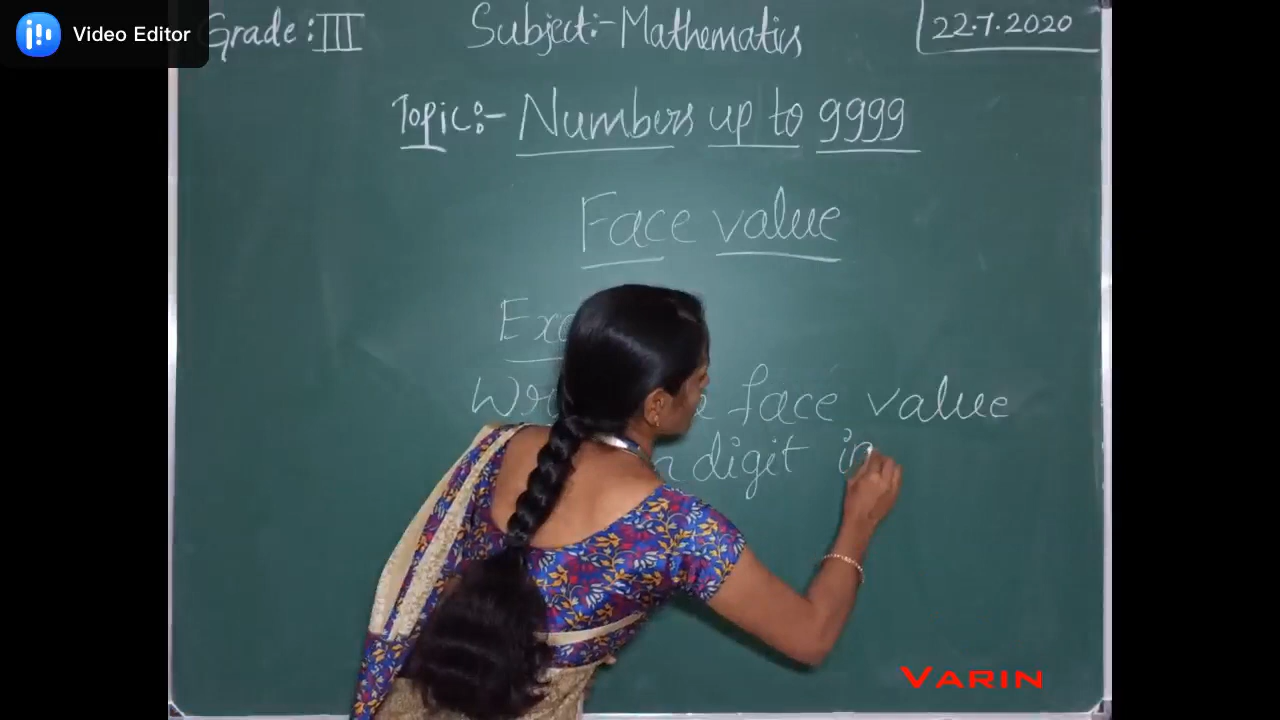 Video Editor
Grade: III Subject:- Mathematics 22.7.2020
Topic:- Numbers up to 9999
Face value
face value
digit in
VARIN